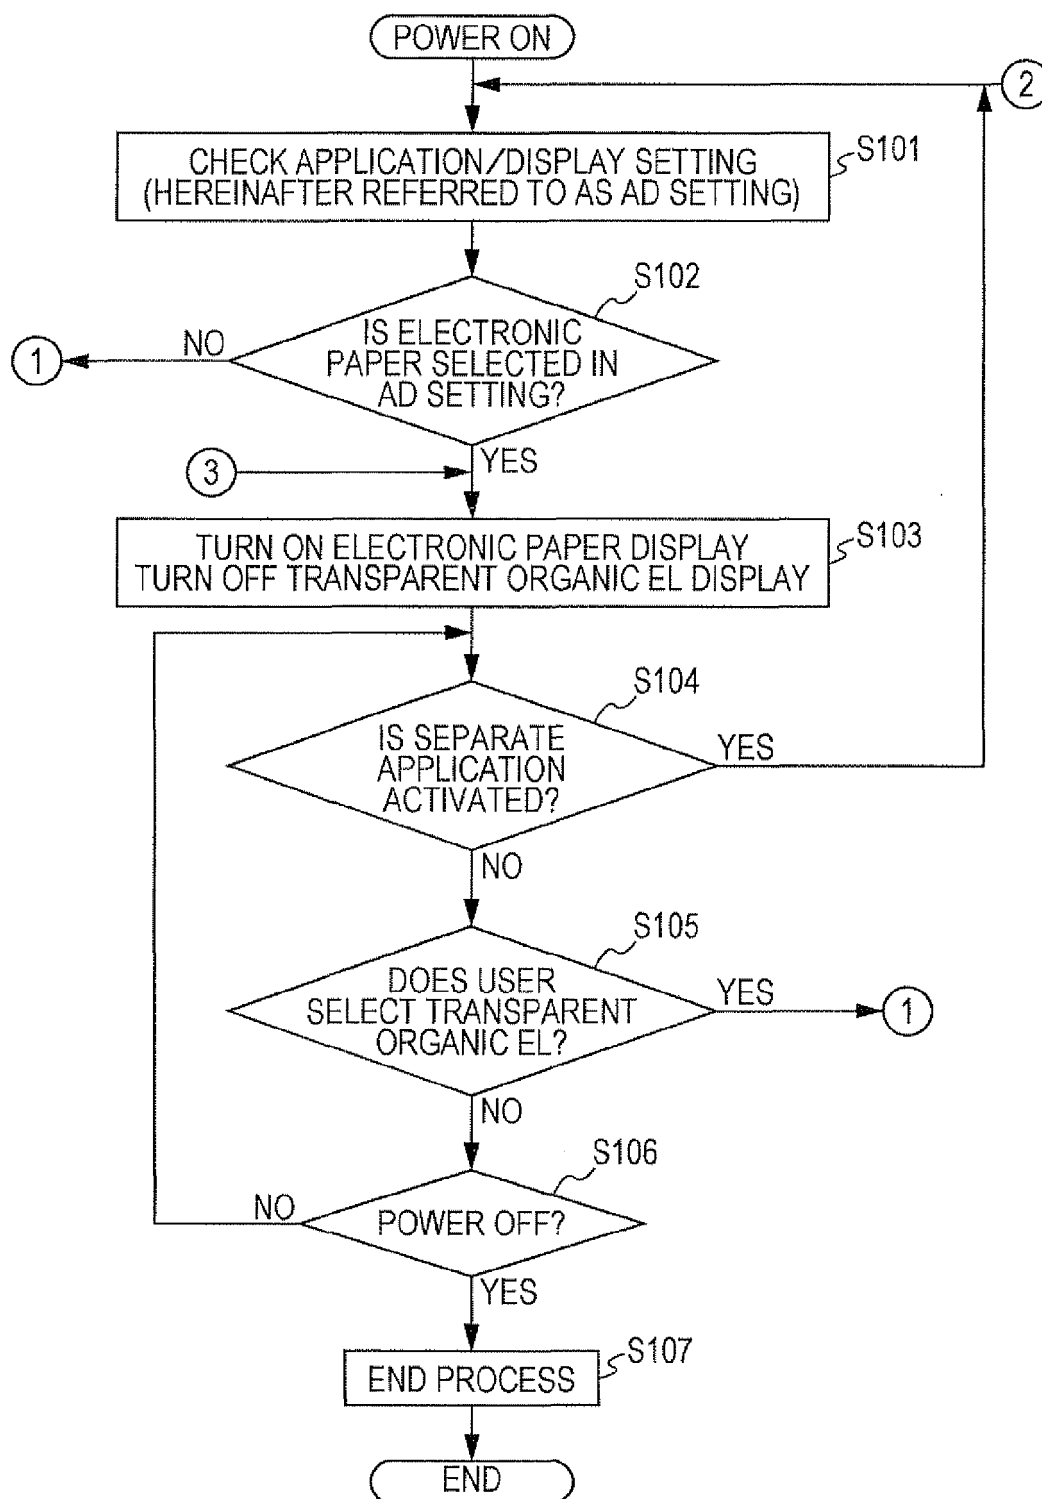 POWER ON
2
CHECK APPLICATION/DISPLAY SETTING
(HEREINAFTER REFERRED TO AS AD SETTING)
S101
S102
IS ELECTRONIC
PAPER SELECTED IN
AD SETTING?
NO
1
YES
3
TURN ON ELECTRONIC PAPER DISPLAY
TURN OFF TRANSPARENT ORGANIC EL DISPLAY
S103
S104
IS SEPARATE
APPLICATION
ACTIVATED?
YES
NO
S105
DOES USER
SELECT TRANSPARENT
ORGANIC EL?
YES
1
NO
S106
POWER OFF?
NO
YES
S107
END PROCESS
END